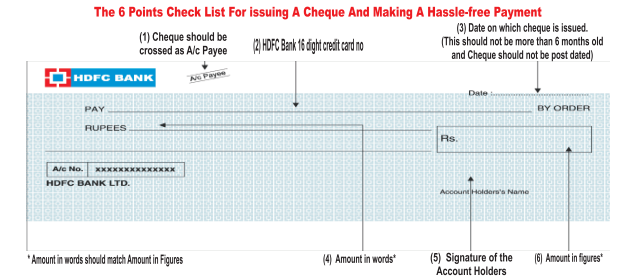 The 6 Points Check List For issuing A Cheque And Making A Hassle-free Payment
(1) Cheque should be
crossed as A/c Payee
(2) HDFC Bank 16 dight credit card no
(3) Date on which cheque is issued.
(This should not be more than 6 months old
and Cheque should not be post dated)
HDFC BANK
A/c Payee
Date :
PAY
BY ORDER
RUPEES
Rs.
A/c No. xxxxxxxxxxxxxx
HDFC BANK LTD.
Account Holders's Name
*Amount in words should match Amount in Figures
(4) Amount in words*
(5) Signature of the
Account Holders
(6) Amount in figures*